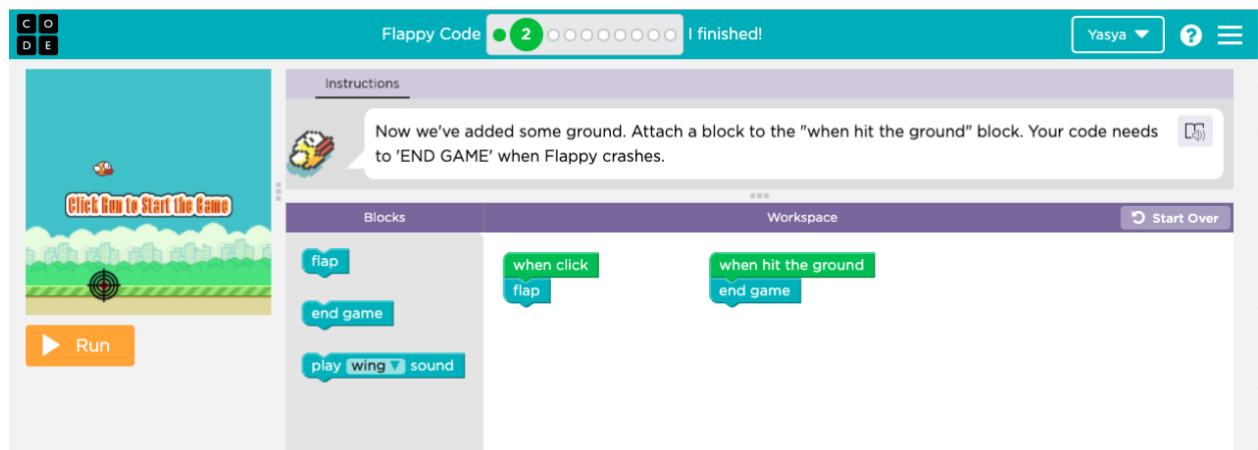 C O
D E
Flappy Code
2
I finished!
Yasya
?
Instructions
Now we've added some ground. Attach a block to the "when hit the ground" block. Your code needs
to 'END GAME' when Flappy crashes.
Click Run to Start the Game
Run
Blocks
Workspace
Start Over
flap
end game
play wing sound
when click
flap
when hit the ground
end game